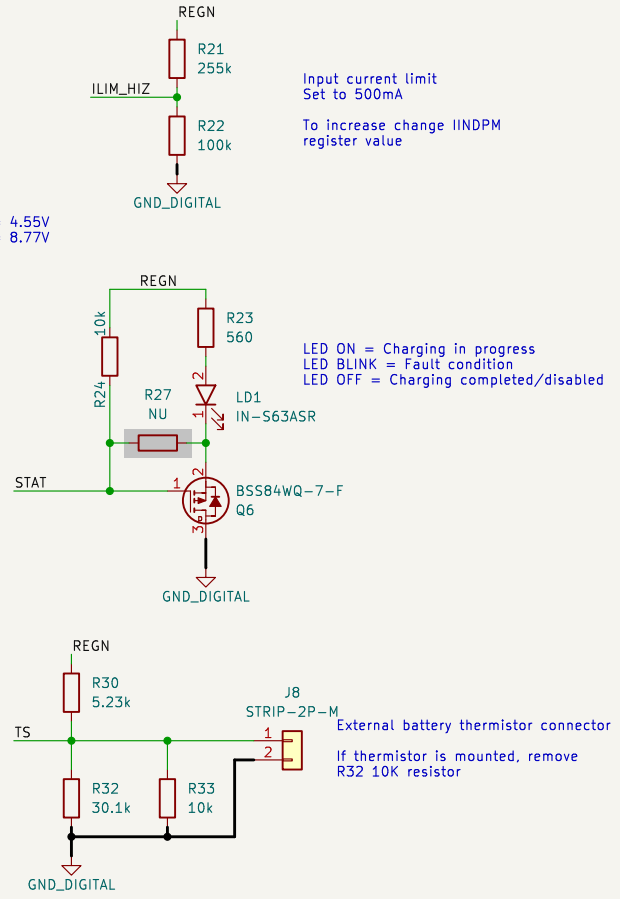 REGN
R21
255k
ILIM_HIZ
Input current limit
Set to 500mA
R22
100k
To increase change IINDPM
register value
GND_DIGITAL
4.55V
8.77V
REGN
10k
R24
R23
560
LED ON = Charging in progress
LED BLINK = Fault condition
LED OFF = Charging completed/disabled
2
1
LD1
IN-S63ASR
R27
NU
STAT
1
2
3
BSS84WQ-7-F
Q6
GND_DIGITAL
REGN
R30
5.23k
J8
STRIP-2P-M
TS
1
2
External battery thermistor connector
If thermistor is mounted, remove
R32 10K resistor
R32
30.1k
R33
10k
GND_DIGITAL